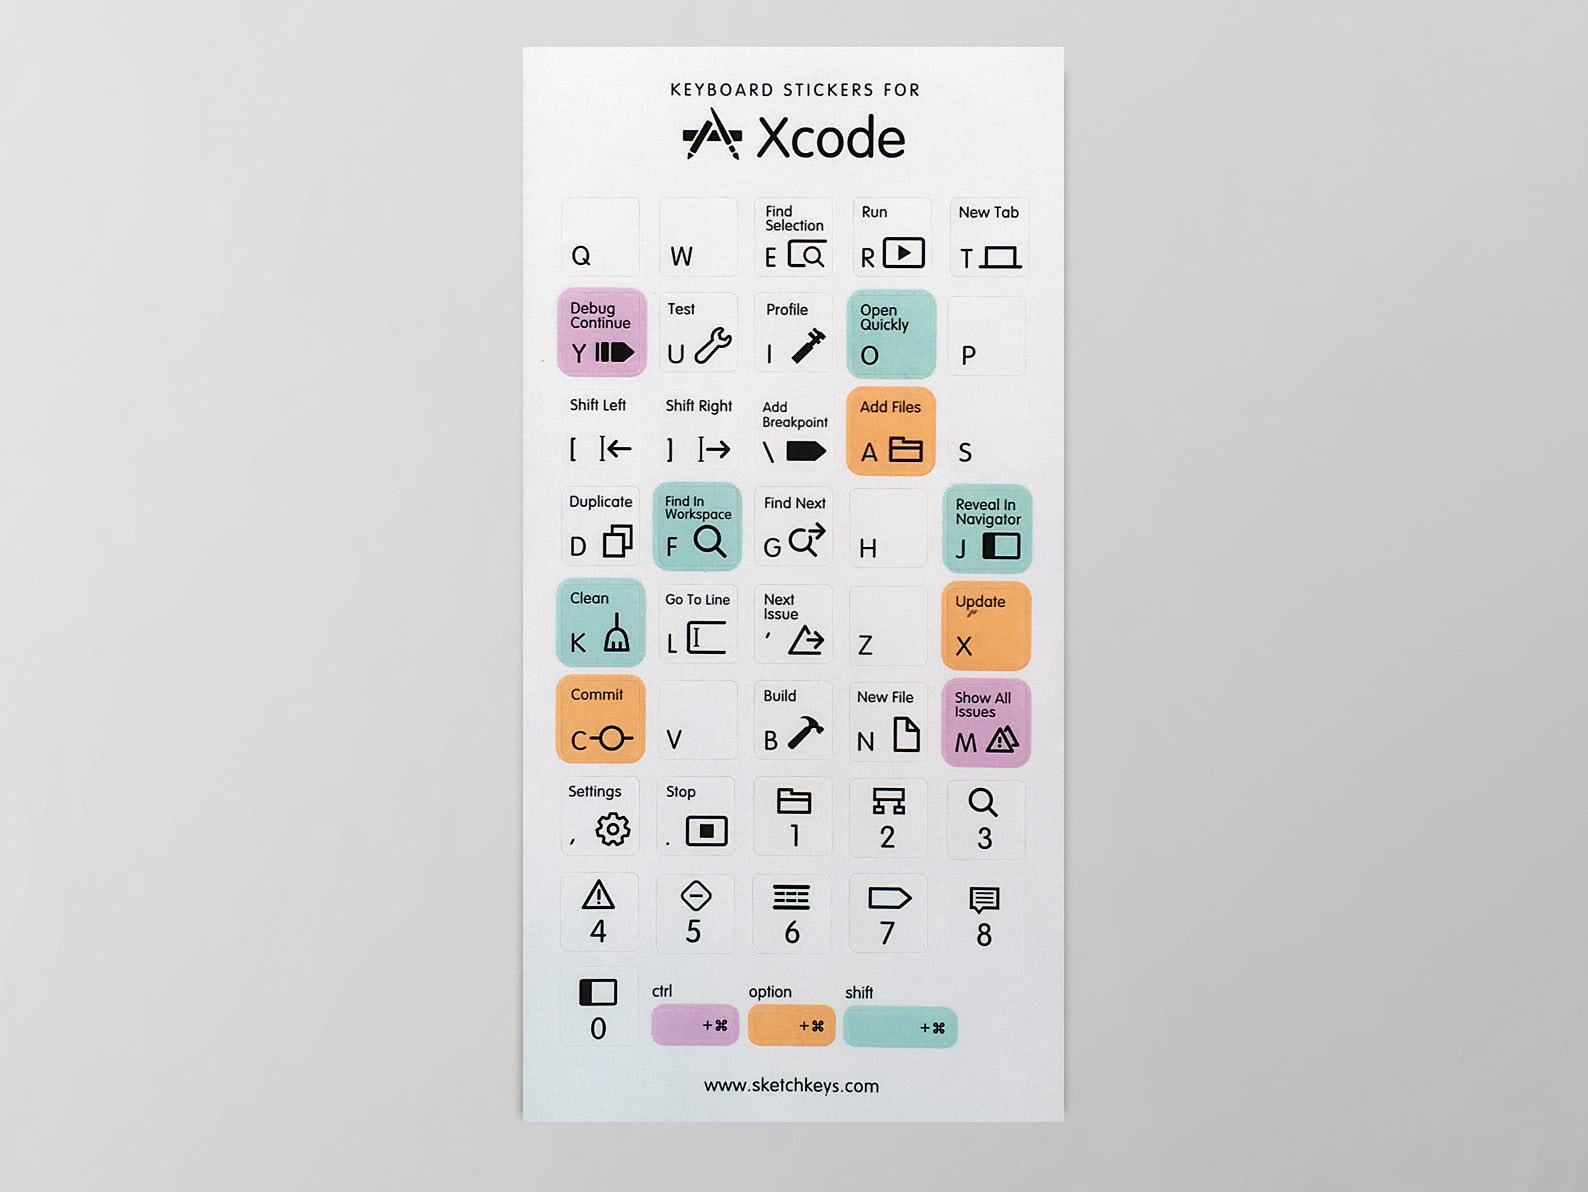 KEYBOARD STICKERS FOR
Xcode
Q
W
Find
Selection
E
Run
R
New Tab
T
Debug
Continue
Y
Test
U
Profile
I
Open
Quickly
O
P
Shift Left
[
Shift Right
]
Add
Breakpoint
\
Add Files
A
S
Duplicate
D
Find In
Workspace
F
Find Next
G
H
Reveal In
Navigator
J
Clean
K
Go To Line
L
Next
Issue
'
Z
Update
X
Commit
C
V
Build
B
New File
N
Show All
Issues
M
Settings
,
Stop
.
1
2
3
4
5
6
7
8
0
ctrl
+⌘
option
+⌘
shift
+⌘
www.sketchkeys.com